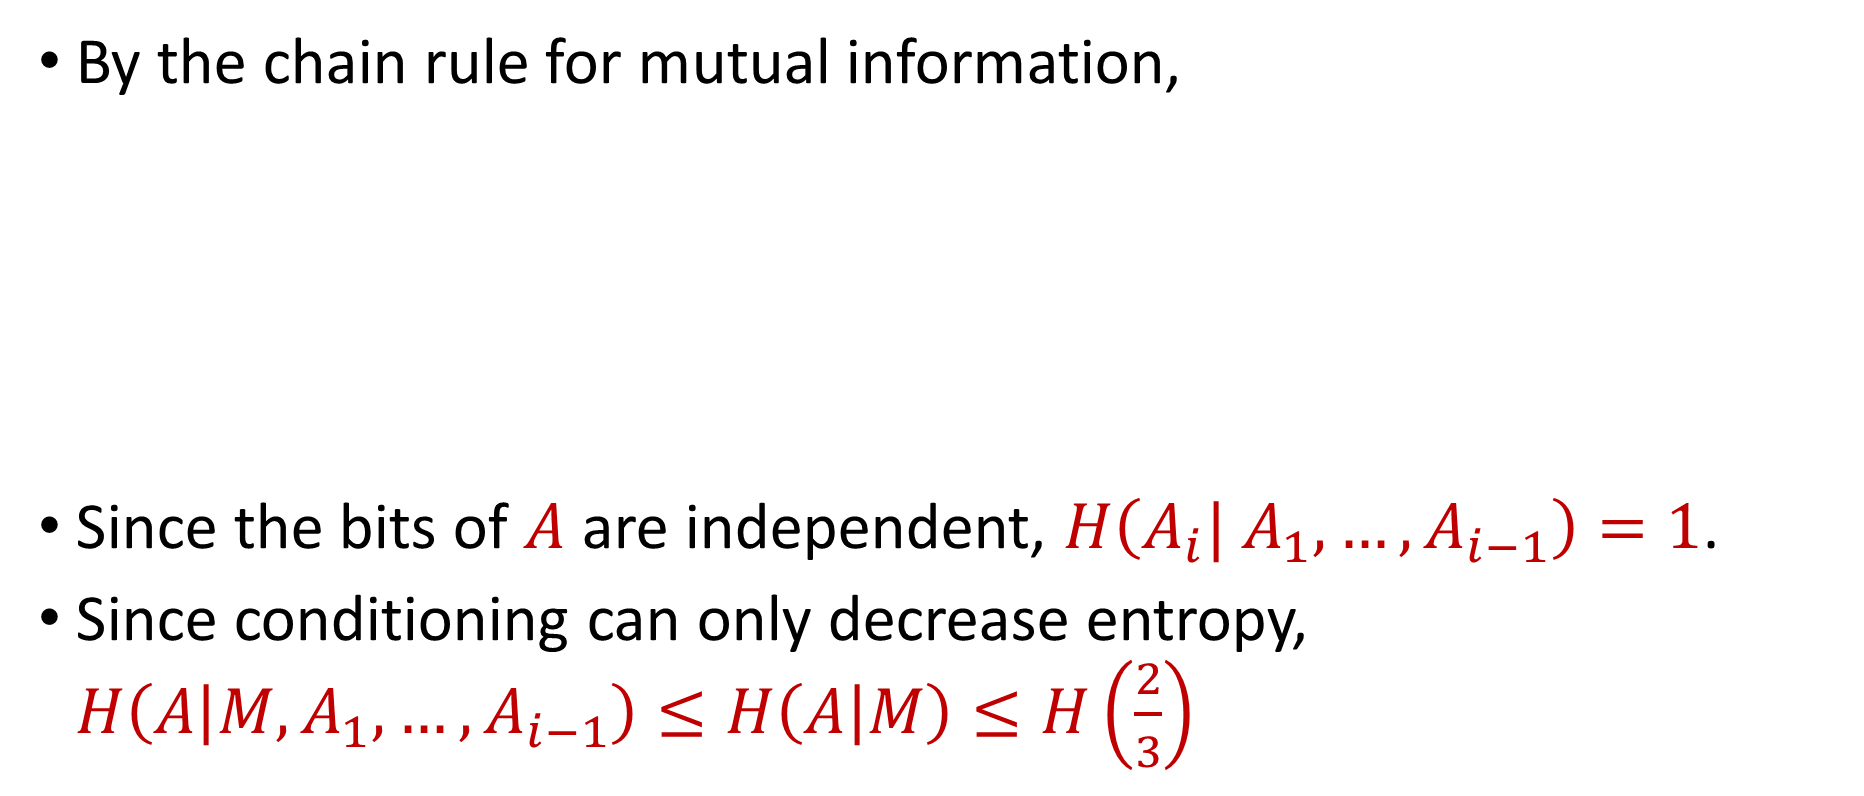 • By the chain rule for mutual information,
• Since the bits of A are independent, H(A_i| A_1, … , A_{i−1}) = 1.
• Since conditioning can only decrease entropy,
H(A|M, A_1, … , A_{i−1}) ≤ H(A|M) ≤ H(2/3)